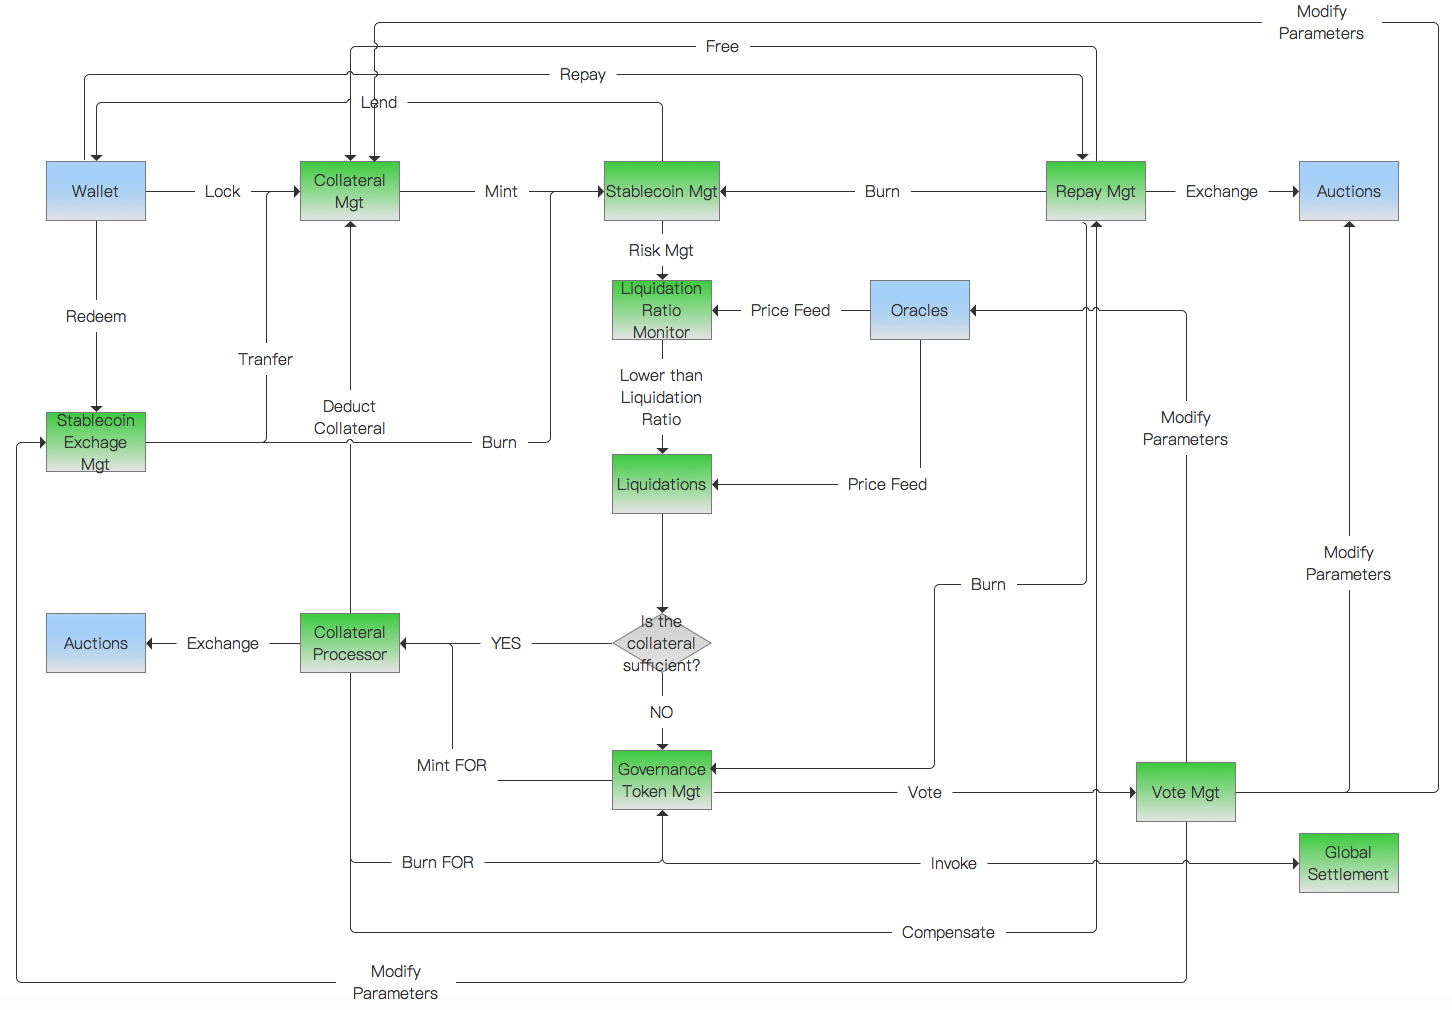 Modify
Parameters
Free
Repay
Lend
Wallet
Lock
Collateral
Mgt
Mint
Stablecoin Mgt
Burn
Repay Mgt
Exchange
Auctions
Risk Mgt
Liquidation
Ratio
Monitor
Price Feed
Oracles
Redeem
Tranfer
Lower than
Liquidation
Ratio
Deduct
Collateral
Modify
Parameters
Stablecoin
Exchage
Mgt
Burn
Liquidations
Price Feed
Modify
Parameters
Burn
Auctions
Exchange
Collateral
Processor
YES
Is the
collateral
sufficient?
NO
Mint FOR
Governance
Token Mgt
Vote
Vote Mgt
Burn FOR
Invoke
Global
Settlement
Compensate
Modify
Parameters